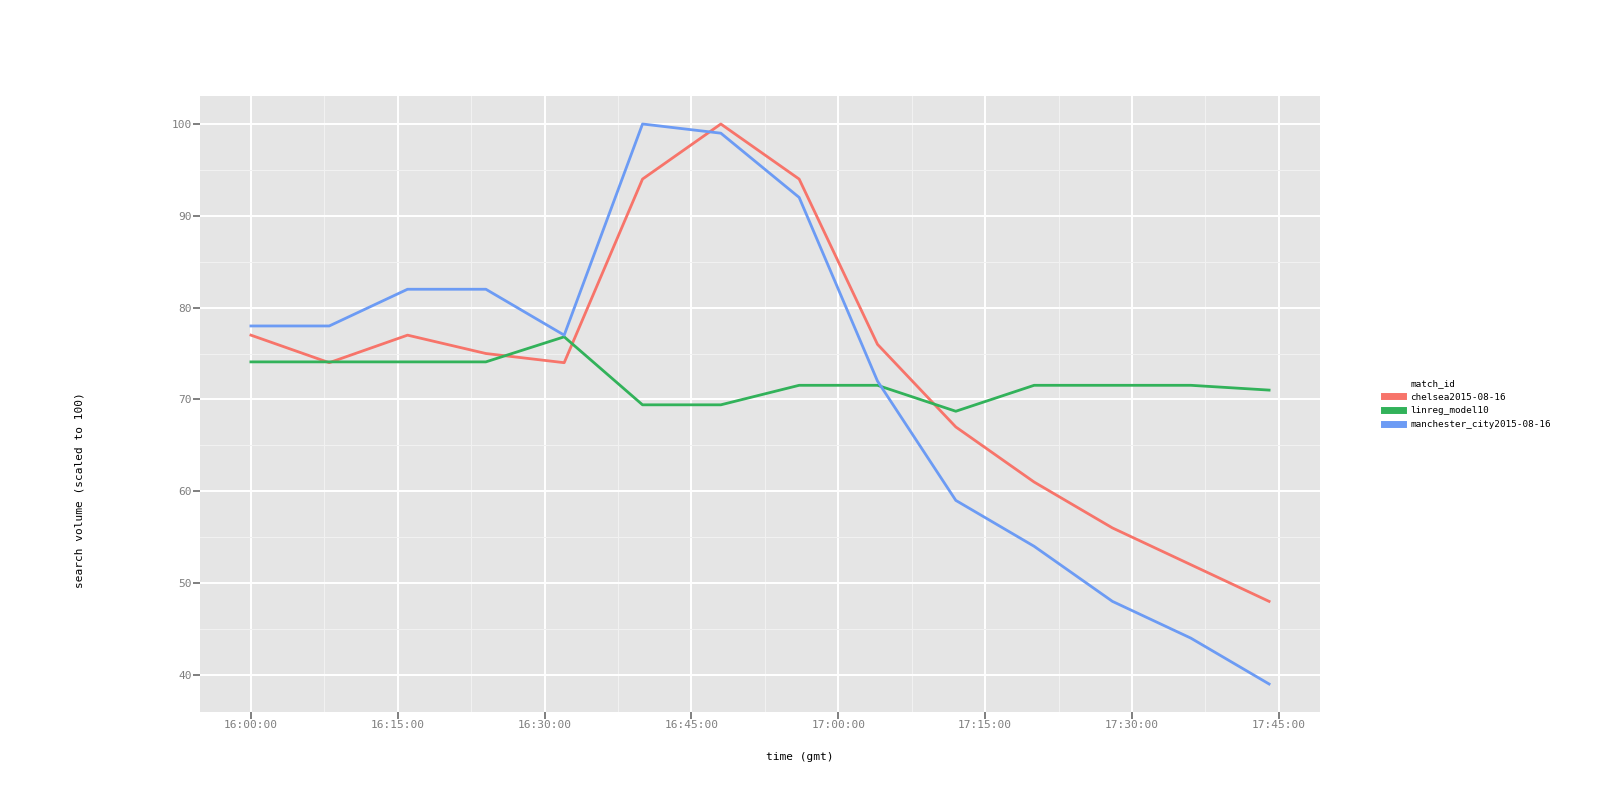 100
90
80
70
60
50
40
search volume (scaled to 100)
16:00:00 16:15:00 16:30:00 16:45:00 17:00:00 17:15:00 17:30:00 17:45:00
time (gmt)
match_id
chelsea2015-08-16
linreg_model10
manchester_city2015-08-16